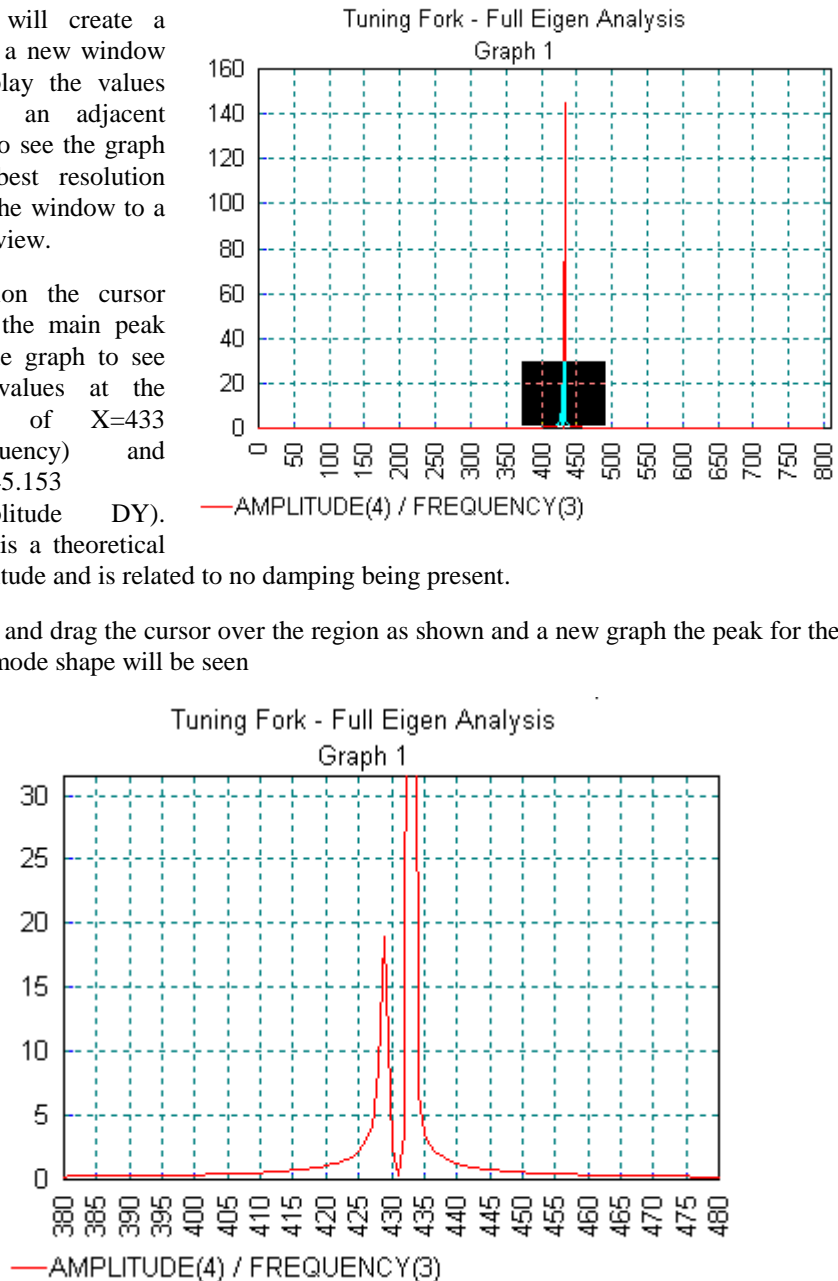 will create a
a new window
lay the values
an adjacent
o see the graph
best resolution
he window to a
view.
on the cursor
the main peak
e graph to see
values at the
of X=433
uency) and
5.153
plitude DY).
is a theoretical
itude and is related to no damping being present.
Tuning Fork - Full Eigen Analysis
Graph 1
160
140
120
100
80
60
40
20
0
0 50 100 150 200 250 300 350 400 450 500 550 600 650 700 750 800
AMPLITUDE(4) / FREQUENCY(3)
and drag the cursor over the region as shown and a new graph the peak for the
mode shape will be seen
Tuning Fork - Full Eigen Analysis
Graph 1
30
25
20
15
10
5
0
380 385 390 395 400 405 410 415 420 425 430 435 440 445 450 455 460 465 470 475 480
AMPLITUDE(4) / FREQUENCY(3)